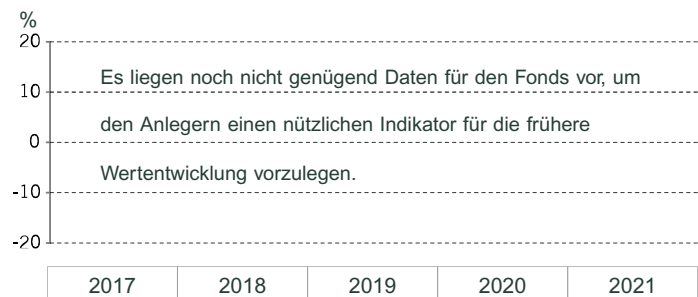 %
20
Es liegen noch nicht genügend Daten für den Fonds vor, um
10
den Anlegern einen nützlichen Indikator für die frühere
0
Wertentwicklung vorzulegen.
-10
-20
2017 2018 2019 2020 2021